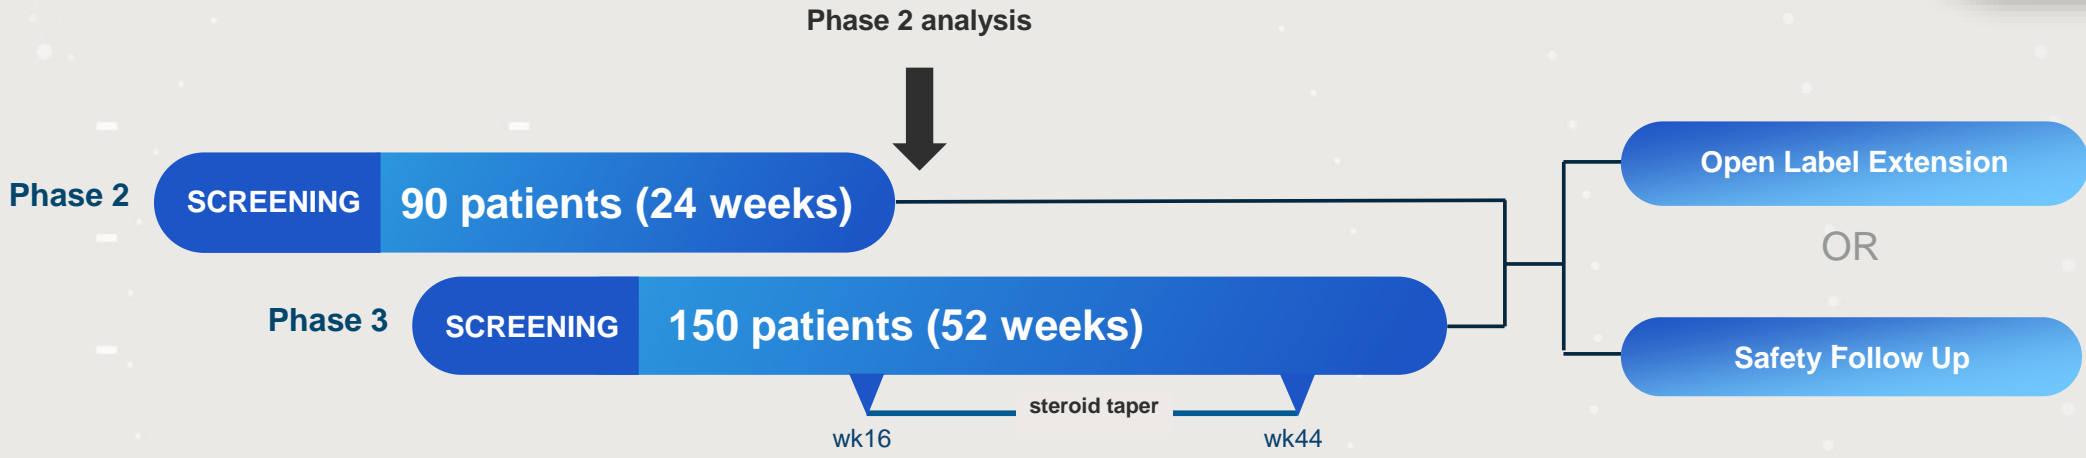 Phase 2 analysis
Phase 2
SCREENING
90 patients (24 weeks)
Phase 3
SCREENING
150 patients (52 weeks)
steroid taper
wk16
wk44
Open Label Extension
OR
Safety Follow Up